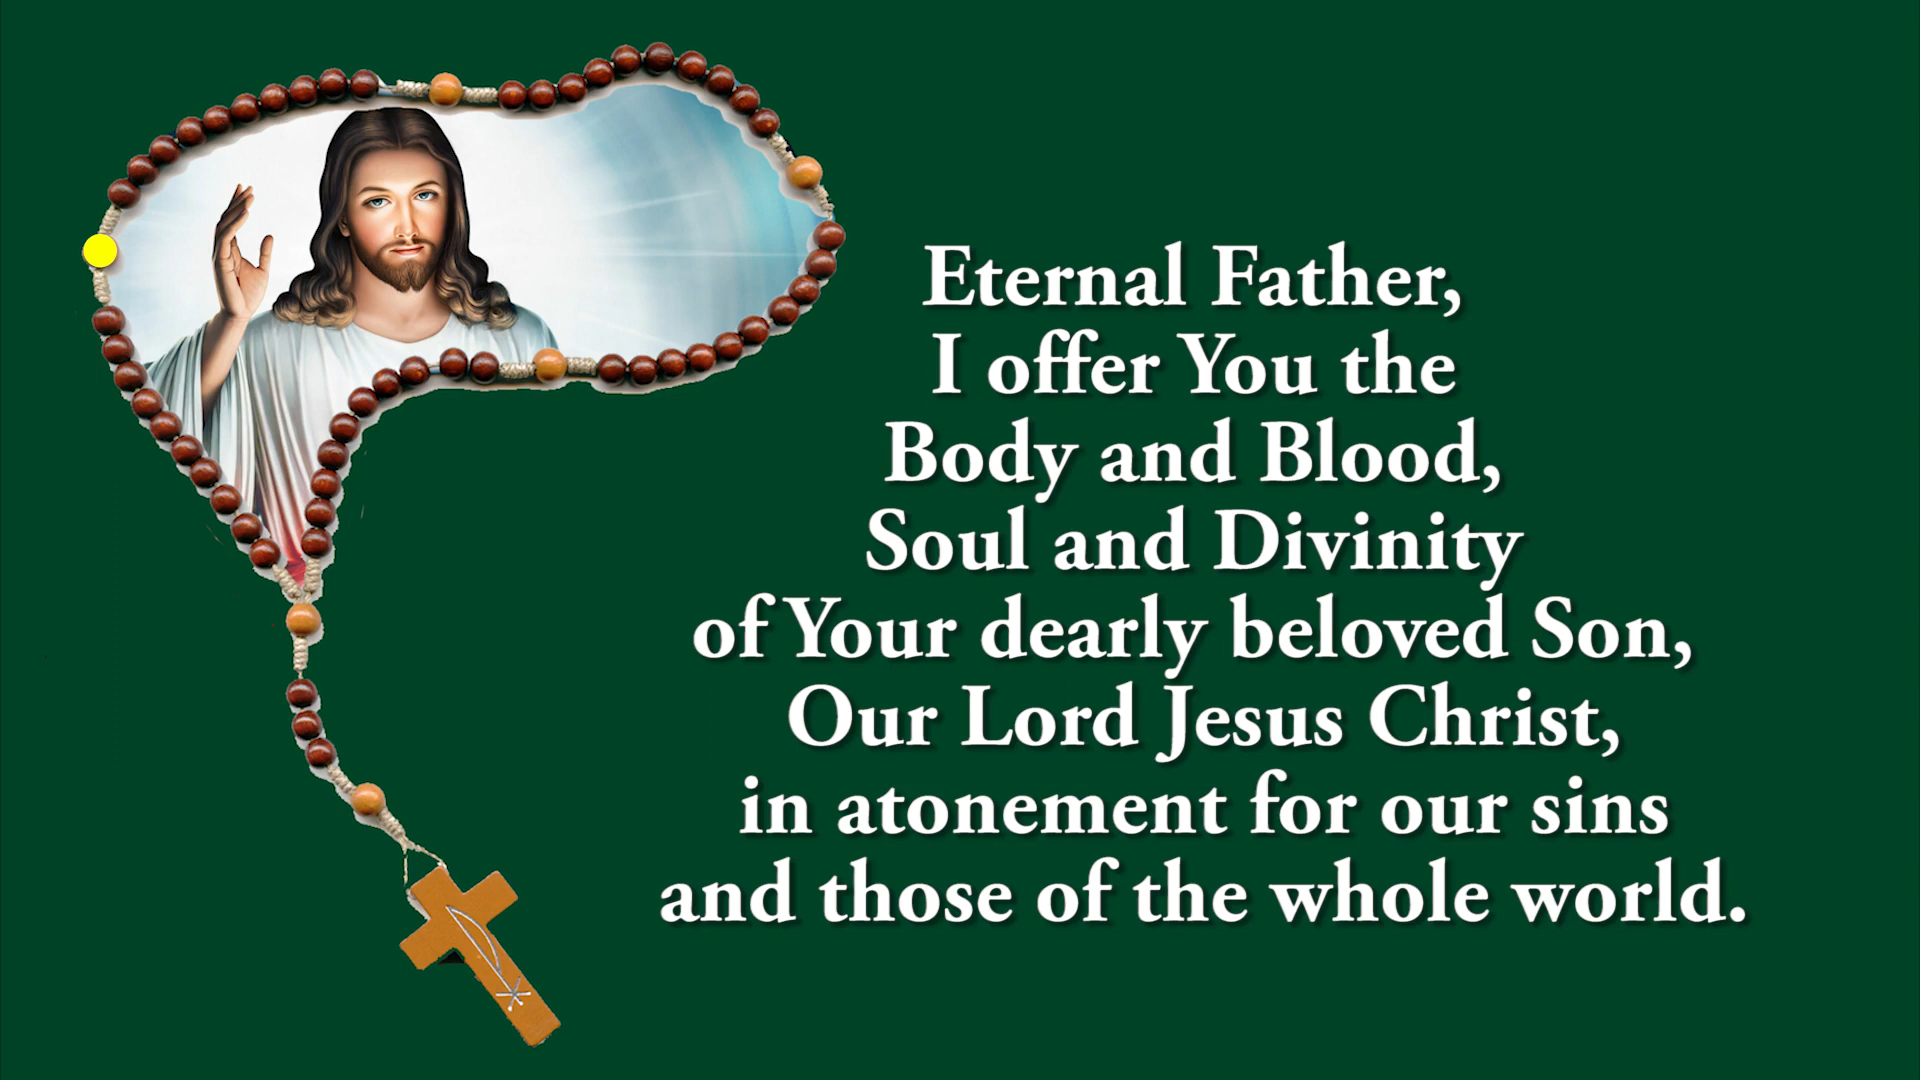 Eternal Father,
I offer You the
Body and Blood,
Soul and Divinity
of Your dearly beloved Son,
Our Lord Jesus Christ,
in atonement for our sins
and those of the whole world.